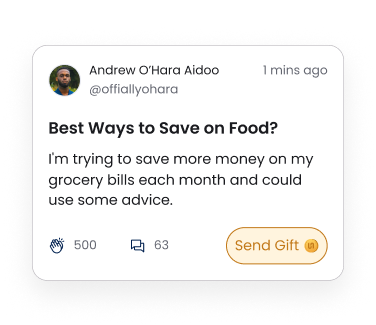 Andrew O’Hara Aidoo 1 mins ago
@offiallyohara
Best Ways to Save on Food?
I'm trying to save more money on my
grocery bills each month and could
use some advice.
500 63 Send Gift